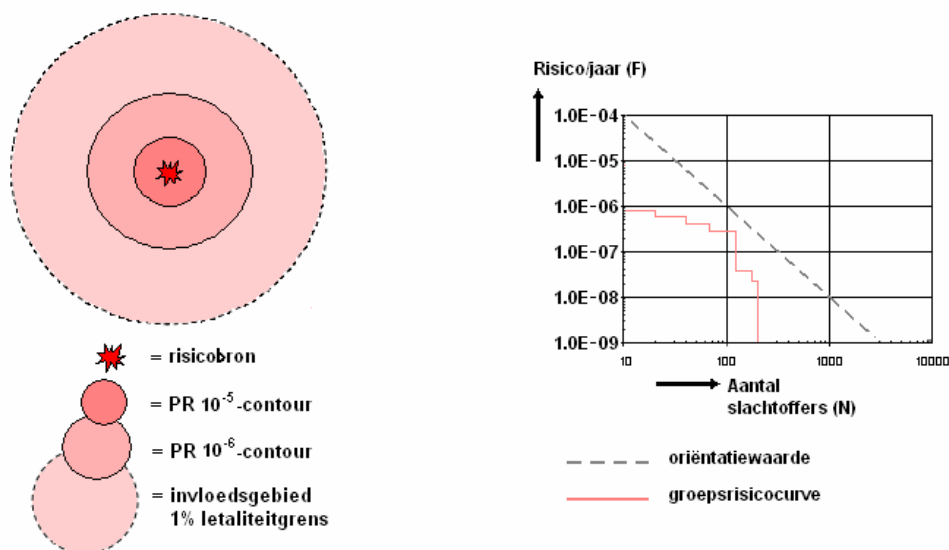 = risicobron
= PR 10-5-contour
= PR 10-6-contour
= invloedsgebied
1% letaliteitgrens
Risico/jaar (F)
1.0E-04
1.0E-05
1.0E-06
1.0E-07
1.0E-08
1.0E-09
10 100 1000 10000
Aantal
slachtoffers (N)
oriëntatiewaarde
groepsrisicocurve